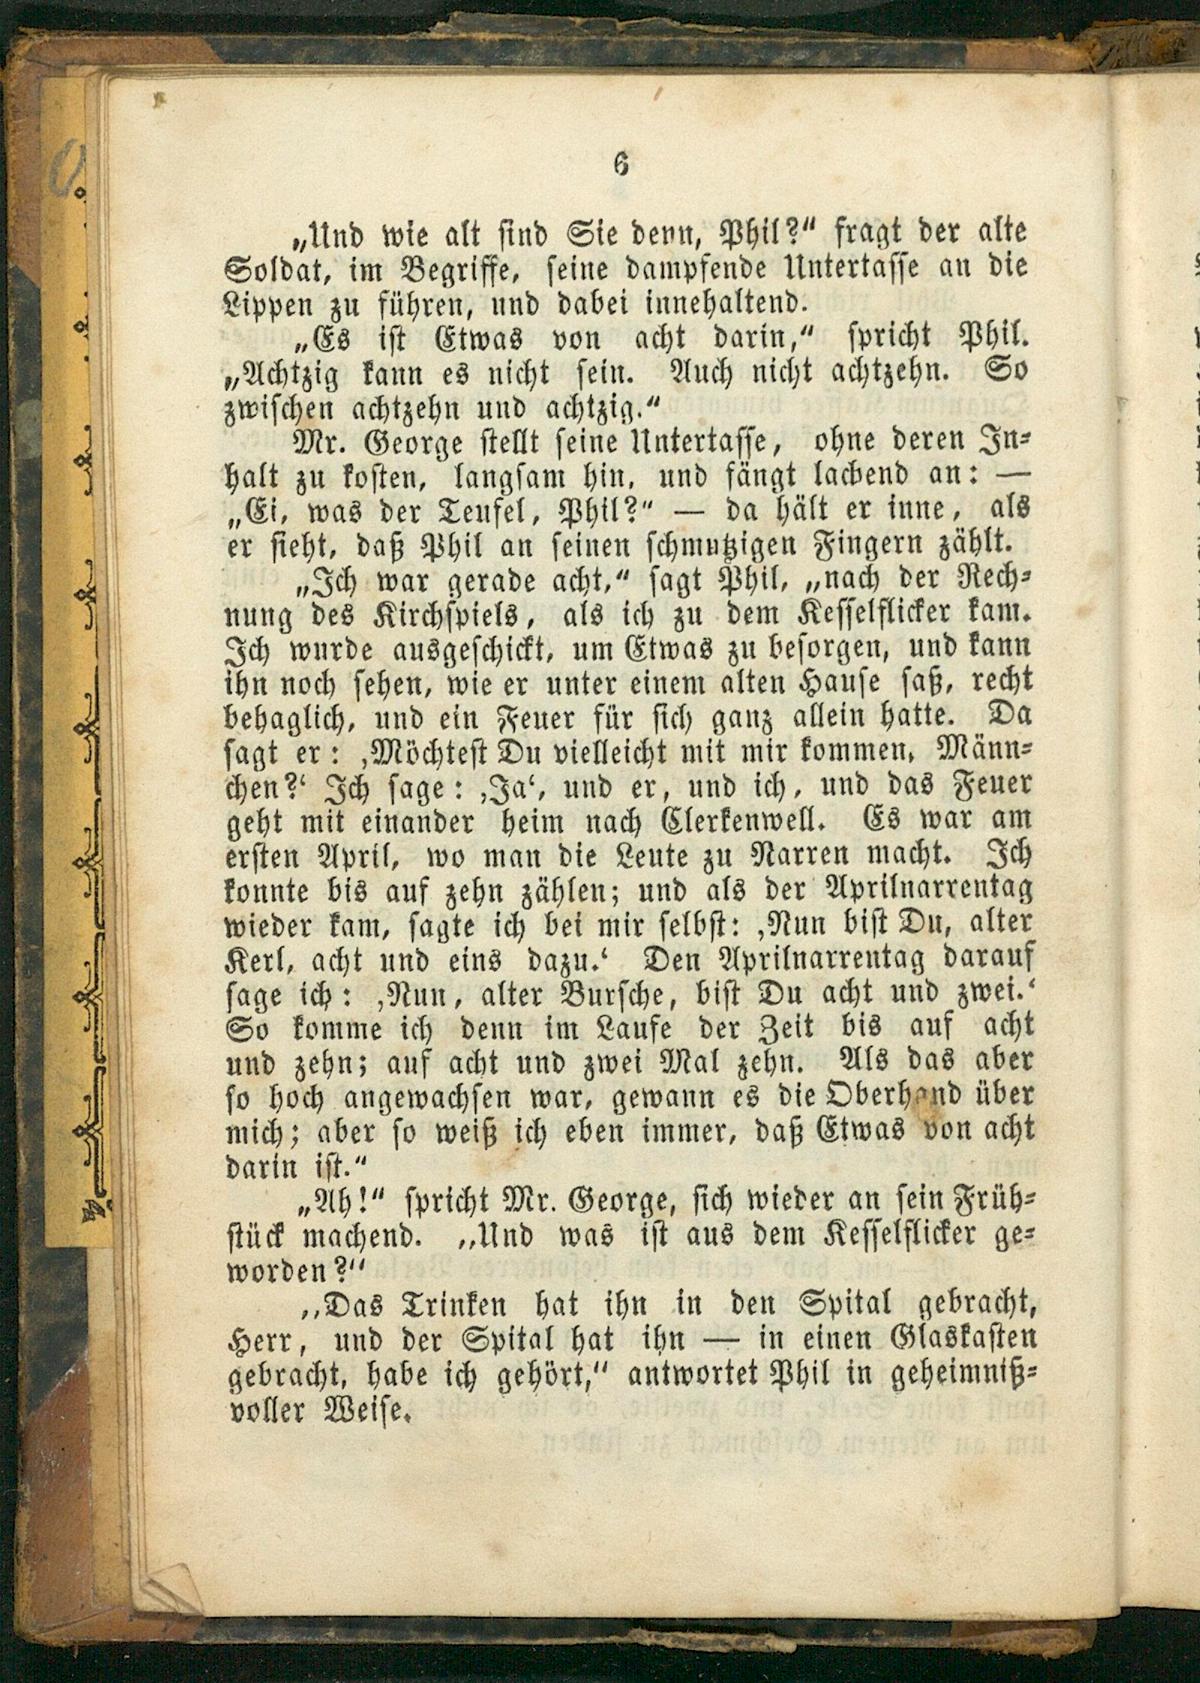 6
„Und wie alt sind Sie denn, Phil?“ fragt der alte
Soldat, im Begriffe, seine dampfende Untertasse an die
Lippen zu führen, und dabei innehaltend.
„Es ist Etwas von acht darin,“ spricht Phil.
„Achtzig kann es nicht sein. Auch nicht achtzehn. So
zwischen achtzehn und achtzig.“
Mr. George stellt seine Untertasse, ohne deren In-
halt zu kosten, langsam hin, und fängt lachend an: —
„Ei, was der Teufel, Phil?“ — da hält er inne, als
er sieht, daß Phil an seinen schmutzigen Fingern zählt.
„Ich war gerade acht,“ sagt Phil, „nach der Rech-
nung des Kirchspiels, als ich zu dem Kesselflicker kam.
Ich wurde ausgeschickt, um Etwas zu besorgen, und kann
ihn noch sehen, wie er unter einem alten Hause saß, recht
behaglich, und ein Feuer für sich ganz allein hatte. Da
sagt er: ‚Möchtest Du vielleicht mit mir kommen, Männ-
chen?‘ Ich sage: ‚Ja‘, und er, und ich, und das Feuer
geht mit einander heim nach Clerkenwell. Es war am
ersten April, wo man die Leute zu Narren macht. Ich
konnte bis auf zehn zählen; und als der Aprilnarrentag
wieder kam, sagte ich bei mir selbst: ‚Nun bist Du, alter
Kerl, acht und eins dazu.‘ Den Aprilnarrentag darauf
sage ich: ‚Nun, alter Bursche, bist Du acht und zwei.‘
So komme ich denn im Laufe der Zeit bis auf acht
und zehn; auf acht und zwei Mal zehn. Als das aber
so hoch angewachsen war, gewann es die Oberhand über
mich; aber so weiß ich eben immer, daß Etwas von acht
darin ist.“
„Ah!“ spricht Mr. George, sich wieder an sein Früh-
stück machend. „Und was ist aus dem Kesselflicker ge-
worden?“
„Das Trinken hat ihn in den Spital gebracht,
Herr, und der Spital hat ihn — in einen Glaskasten
gebracht, habe ich gehört,“ antwortet Phil in geheimniß-
voller Weise.